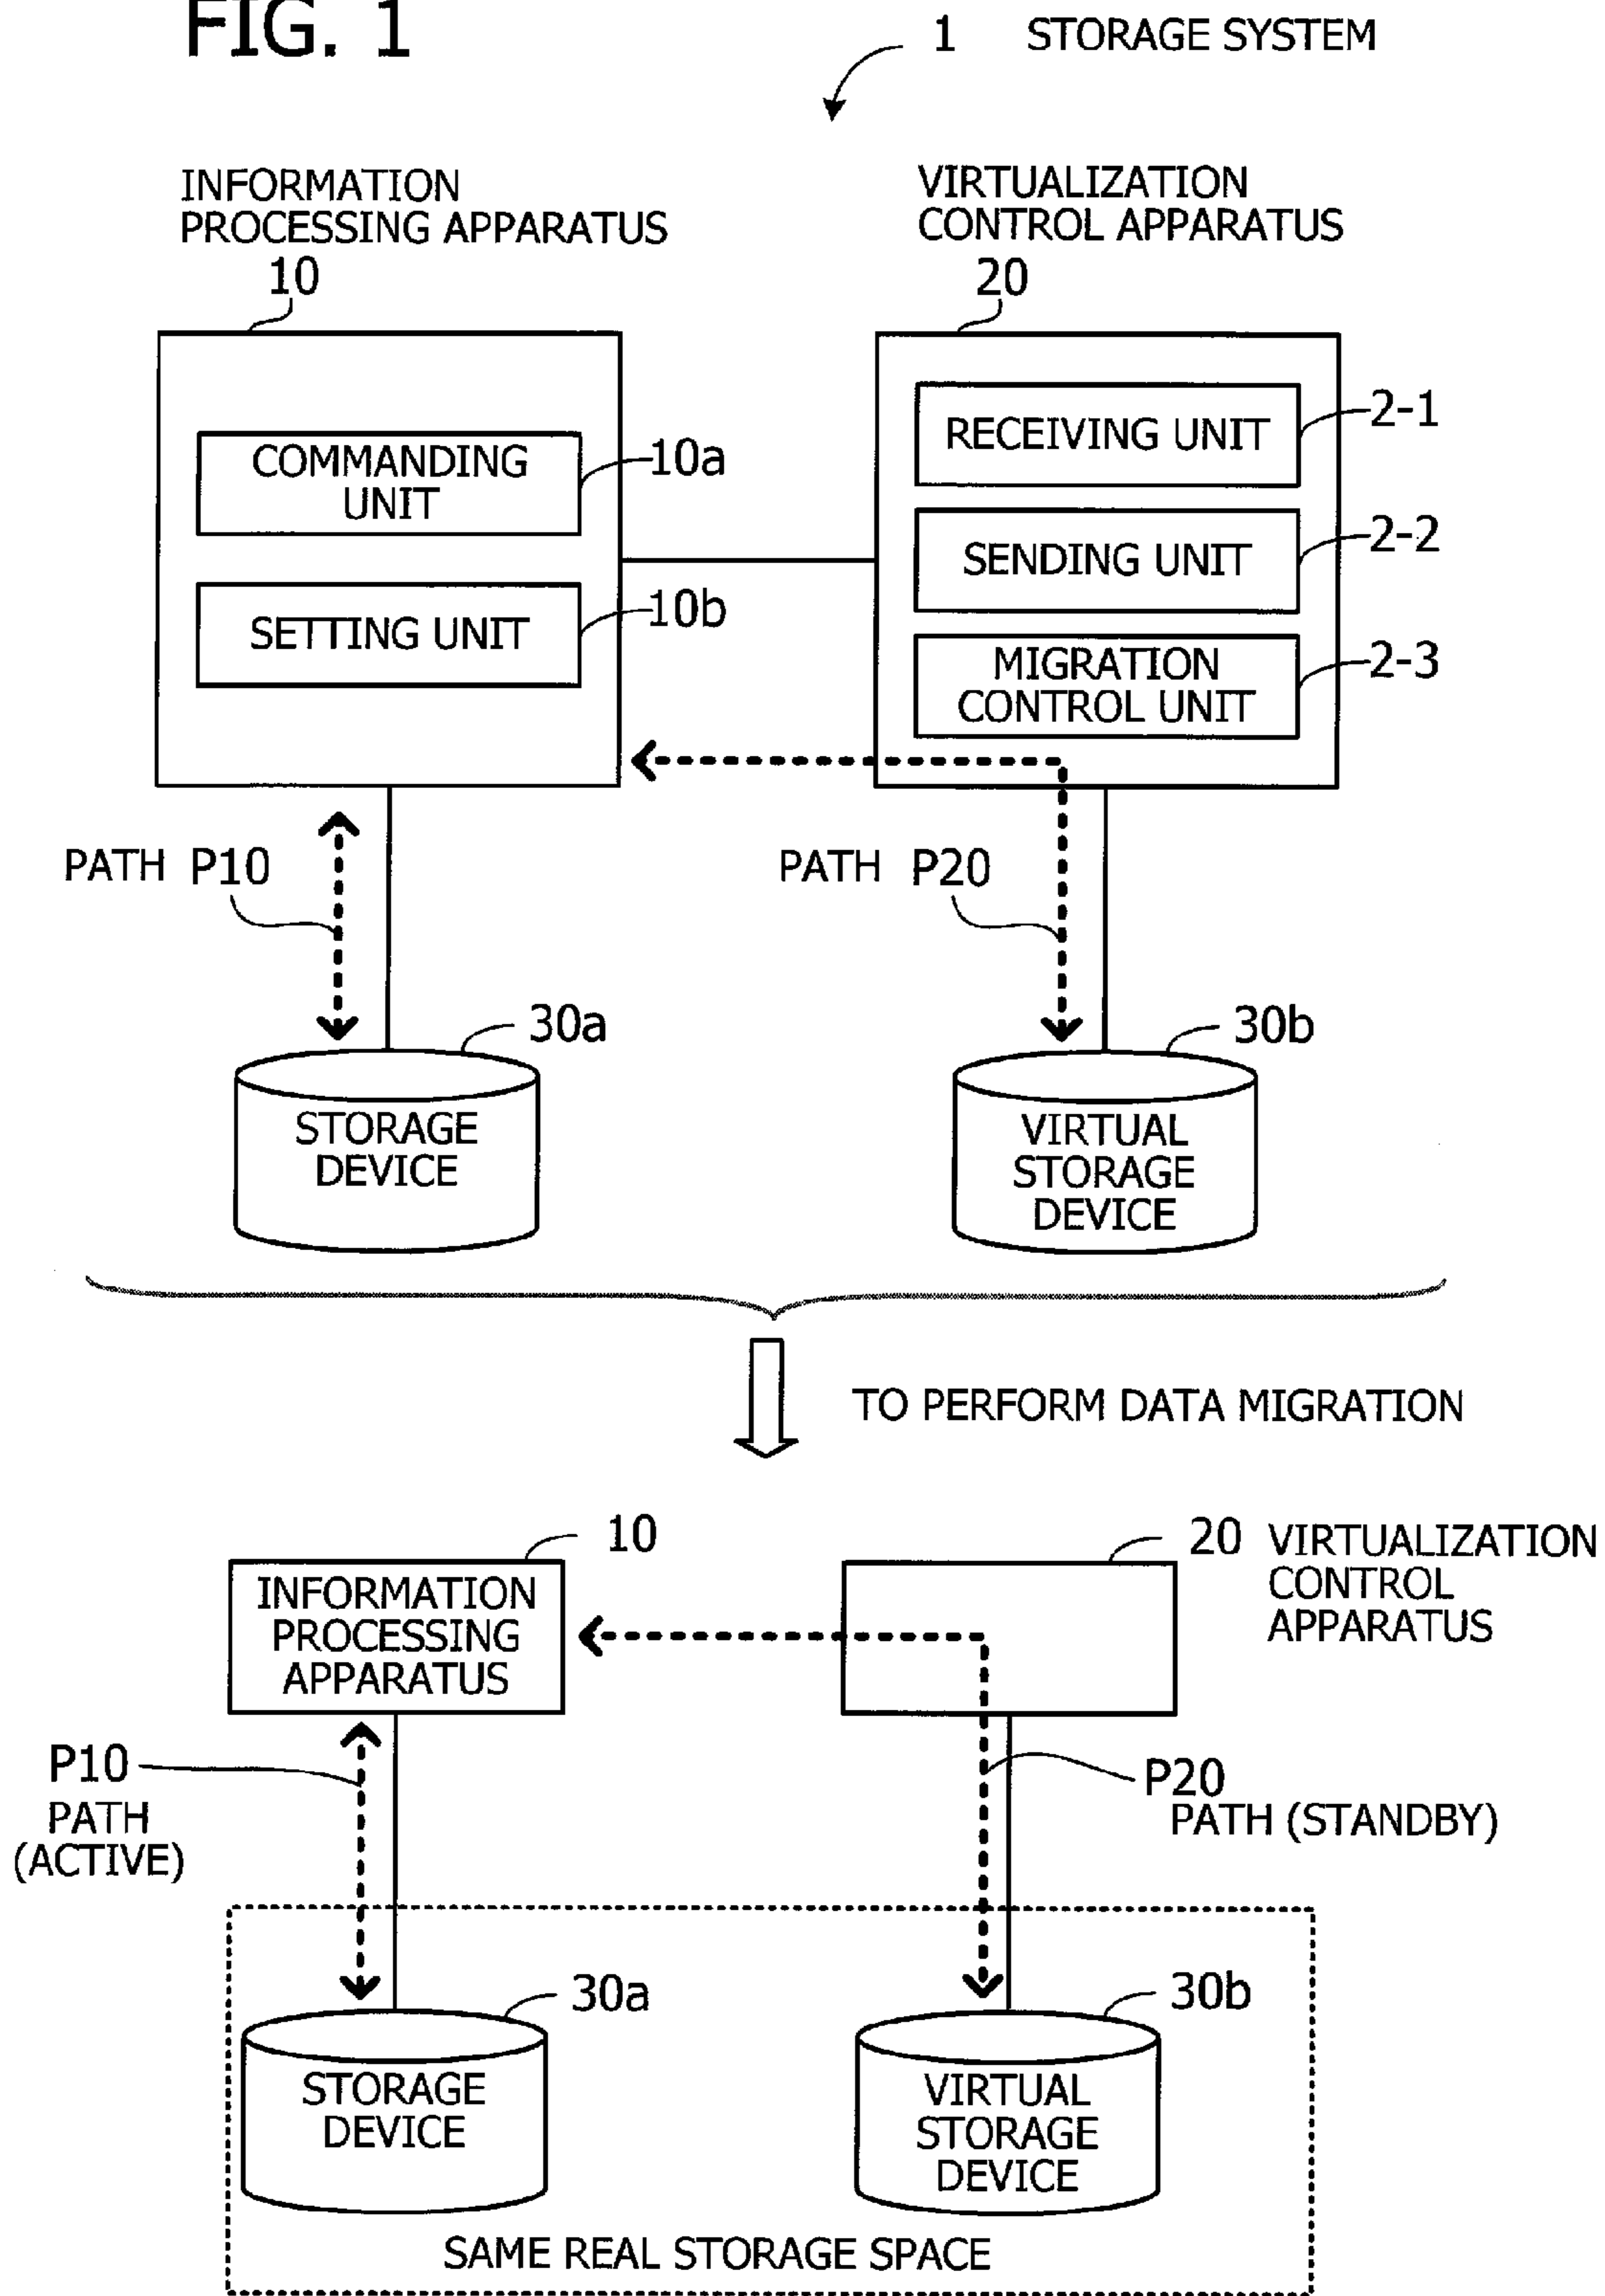 FIG. 1
1 STORAGE SYSTEM
INFORMATION
PROCESSING APPARATUS
10
VIRTUALIZATION
CONTROL APPARATUS
20
COMMANDING
UNIT
10a
SETTING UNIT
10b
RECEIVING UNIT
2-1
SENDING UNIT
2-2
MIGRATION
CONTROL UNIT
2-3
PATH P10
PATH P20
30a
STORAGE
DEVICE
30b
VIRTUAL
STORAGE
DEVICE
TO PERFORM DATA MIGRATION
10
INFORMATION
PROCESSING
APPARATUS
20 VIRTUALIZATION
CONTROL
APPARATUS
P10
PATH
(ACTIVE)
P20
PATH (STANDBY)
30a
STORAGE
DEVICE
30b
VIRTUAL
STORAGE
DEVICE
SAME REAL STORAGE SPACE